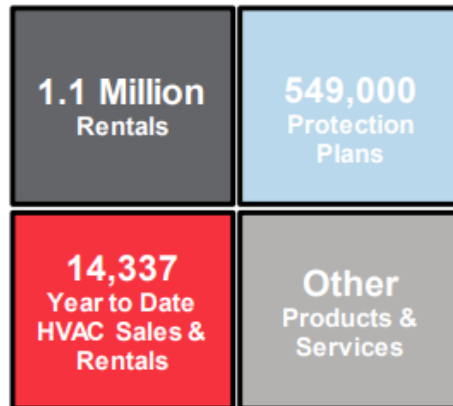 1.1 Million
Rentals
549,000
Protection
Plans
14,337
Year to Date
HVAC Sales &
Rentals
Other
Products &
Services